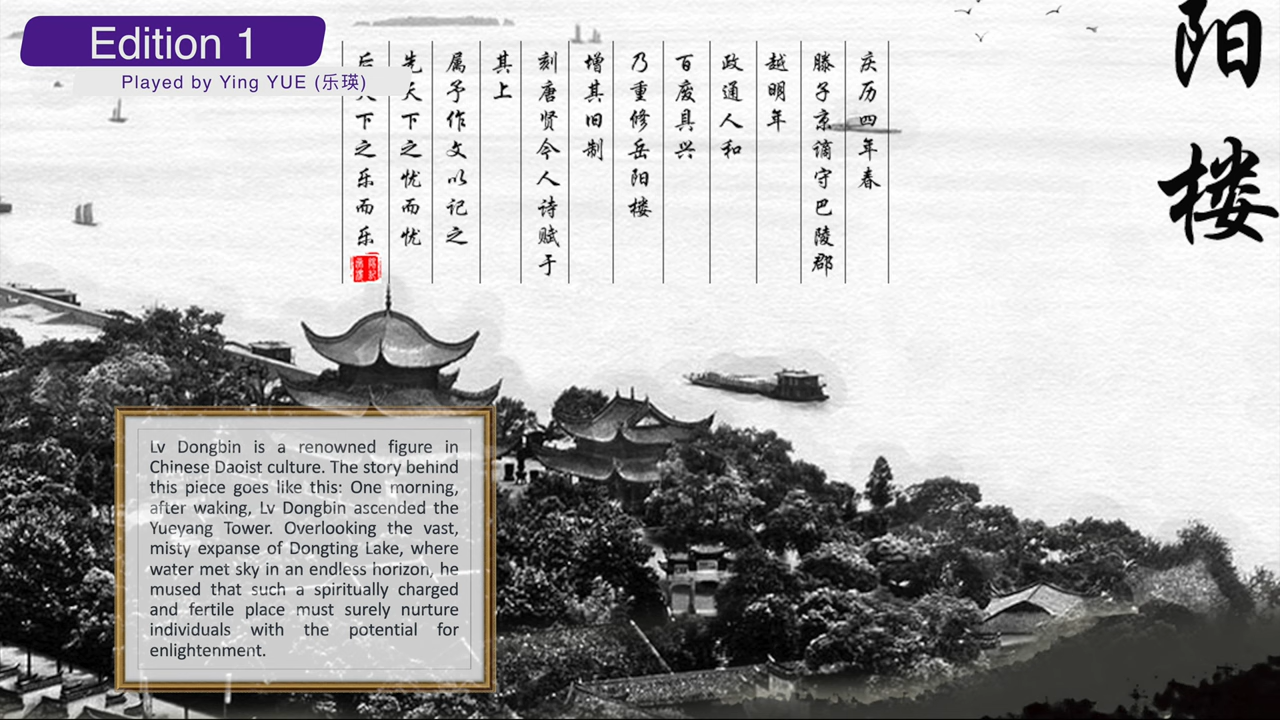 Edition 1
Played by Ying YUE (乐瑛)
阳
楼
庆历四年春
滕子京谪守巴陵郡
越明年
政通人和
百废具兴
乃重修岳阳楼
增其旧制
刻唐贤今人诗赋于
其上
属予作文以记之
先天下之忧而忧
下之乐而乐
Lv Dongbin is a renowned figure in
Chinese Daoist culture. The story behind
this piece goes like this: One morning,
after waking, Lv Dongbin ascended the
Yueyang Tower. Overlooking the vast,
misty expanse of Dongting Lake, where
water met sky in an endless horizon, he
mused that such a spiritually charged
and fertile place must surely nurture
individuals with the potential for
enlightenment.